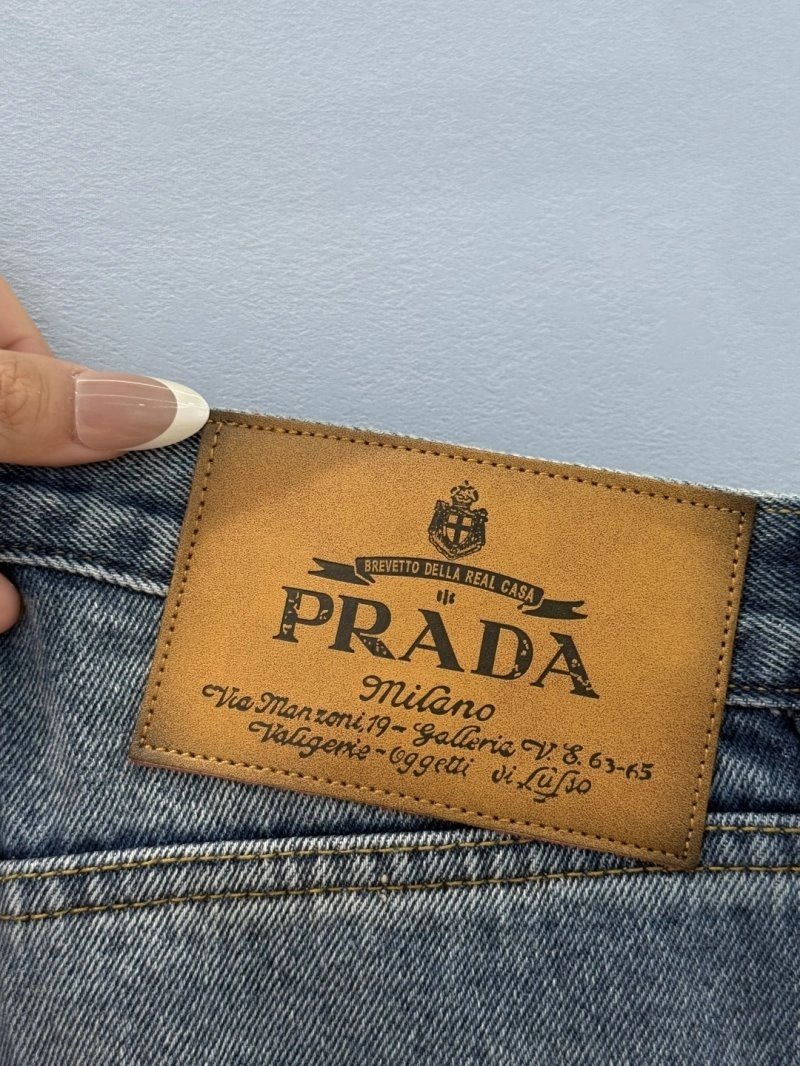 BREVETTO DELLA REAL CASA
PRADA
Milano
Via Manzoni,19 - Galleria V. E. 63-65
Valigerie - Oggetti di Lusso